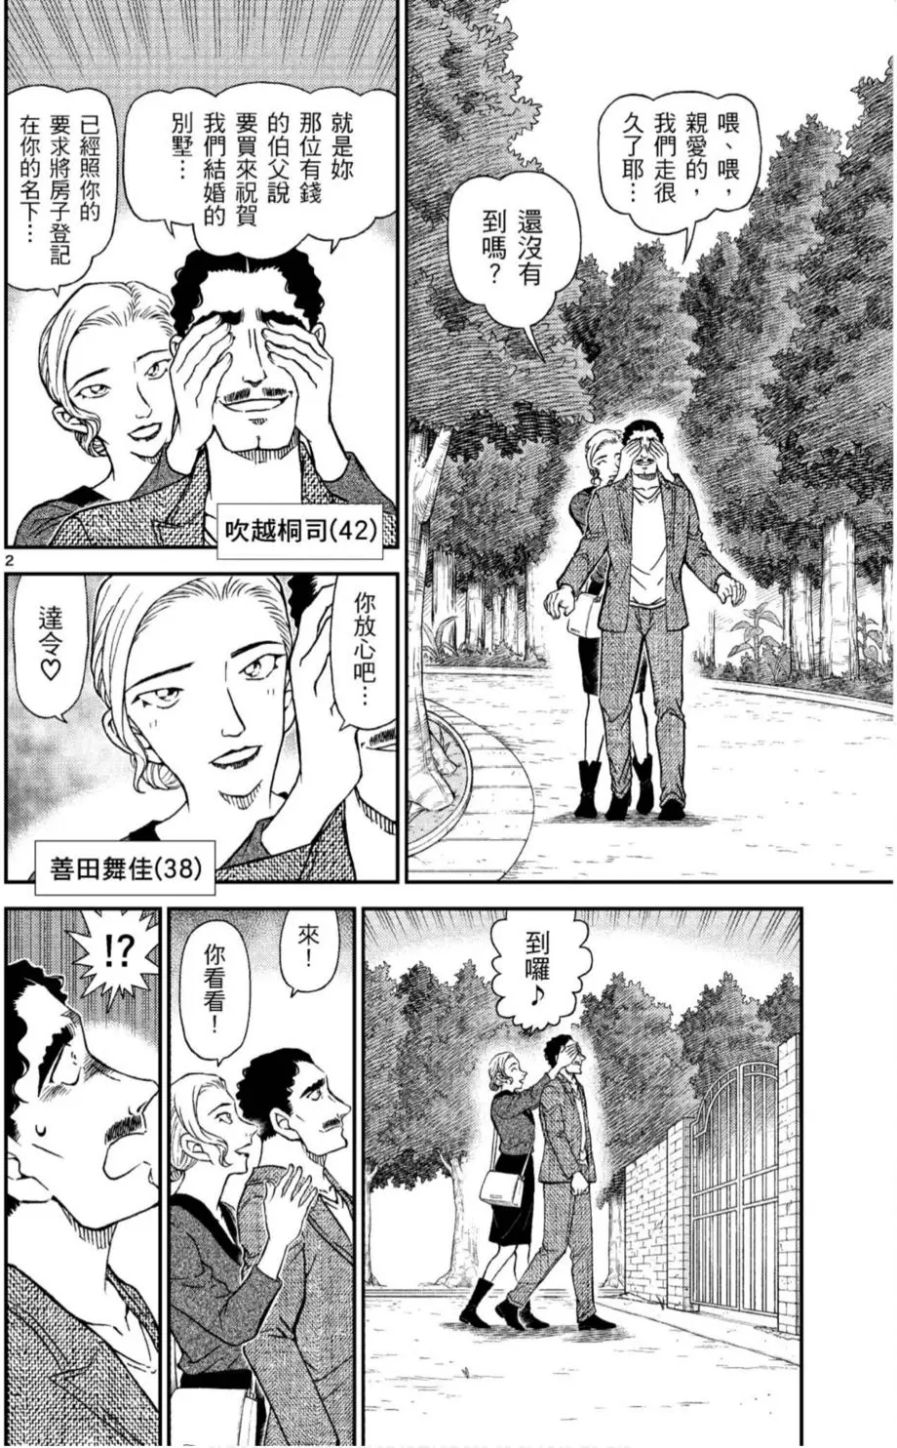 喂、喂，
親愛的，
我們走很
久了耶…
還沒有
到嗎？
就是妳
那位有錢
的伯父說
要買來祝賀
我們結婚的
別墅…
已經照你的
要求將房子登記
在你的名下…
吹越桐司(42)
2
你放心吧…
達令♡
善田舞佳(38)
到囉♪
來！
你看看！
!?